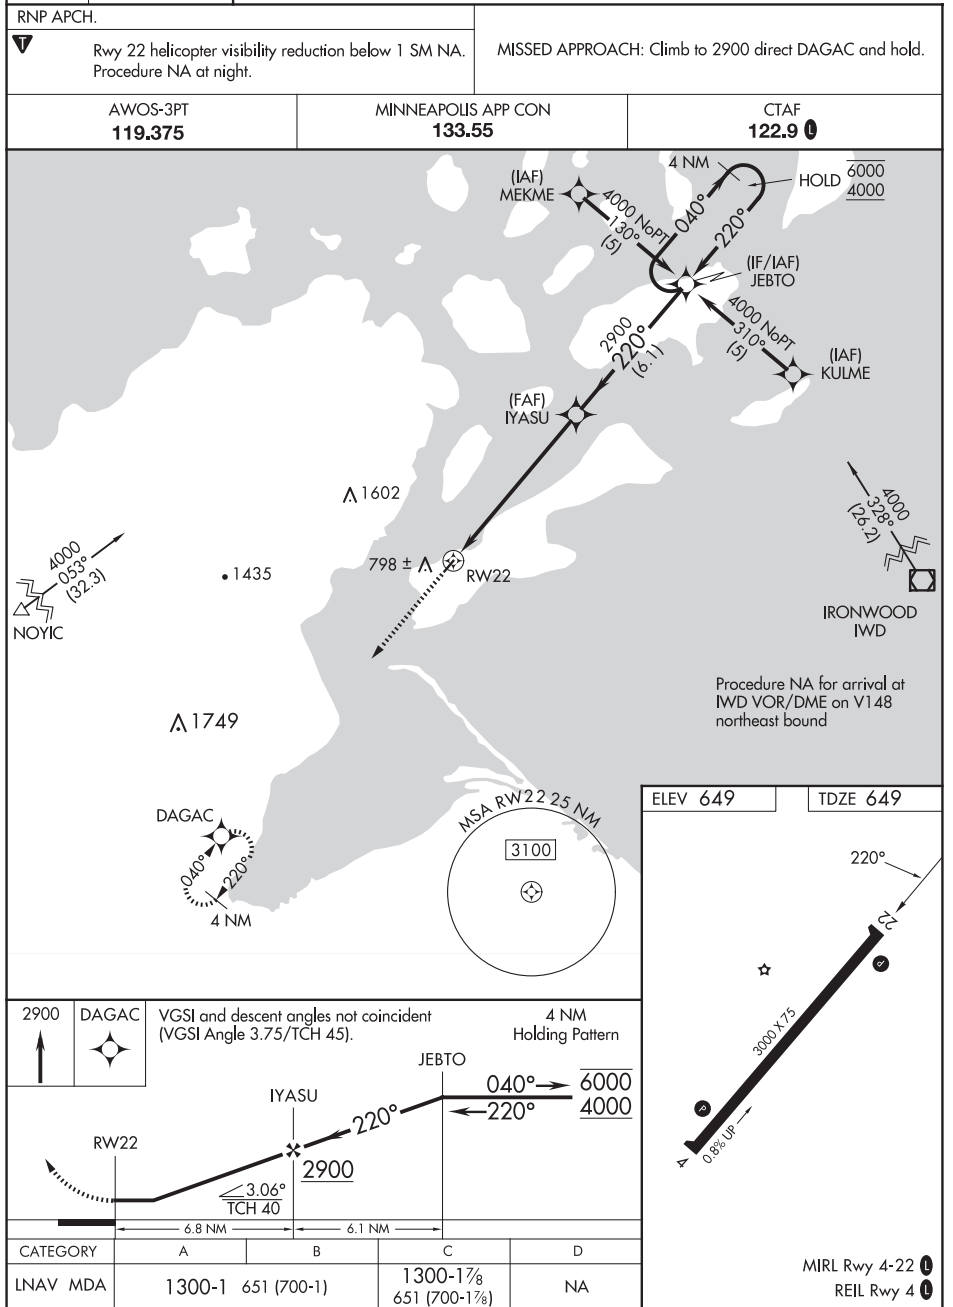 RNP APCH.
T
Rwy 22 helicopter visibility reduction below 1 SM NA.
Procedure NA at night.
MISSED APPROACH: Climb to 2900 direct DAGAC and hold.
AWOS-3PT
119.375
MINNEAPOLIS APP CON
133.55
CTAF
122.9 L
4 NM
HOLD
6000
4000
(IAF)
MEKME
4000 NoPT
130°
(5)
040°
220°
(IF/IAF)
JEBTO
4000 NoPT
310°
(5)
(IAF)
KULME
2900
220°
(6.1)
(FAF)
IYASU
1602
4000
328°
(26.2)
4000
053°
(32.3)
NOYIC
1435
798 ±
RW22
IRONWOOD
IWD
Procedure NA for arrival at
IWD VOR/DME on V148
northeast bound
1749
DAGAC
040°
220°
4 NM
MSA RW22 25 NM
3100
ELEV 649
TDZE 649
220°
22
3000 X 75
P
P
0.8% UP
4
MIRL Rwy 4-22 L
REIL Rwy 4 L
2900
DAGAC
VGSI and descent angles not coincident
(VGSI Angle 3.75/TCH 45).
4 NM
Holding Pattern
JEBTO
040°
6000
220°
4000
IYASU
220°
RW22
2900
3.06°
TCH 40
6.8 NM
6.1 NM
CATEGORY
A
B
C
D
LNAV MDA
1300-1 651 (700-1)
1300-1⅞
651 (700-1⅞)
NA